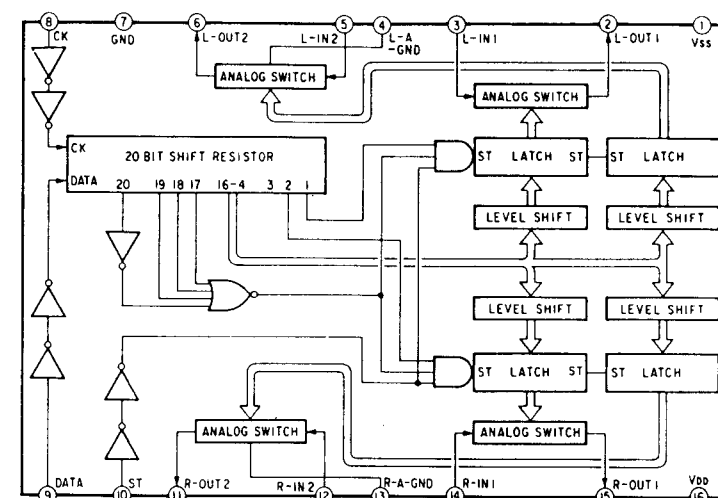 8 7 6 5 4 3 2 1
CK GND L-OUT2 L-IN2 L-A -GND L-IN1 L-OUT1 VSS
ANALOG SWITCH
ANALOG SWITCH
CK
20 BIT SHIFT RESISTOR
DATA
20 19 18 17 16-4 3 2 1
ST LATCH ST
ST LATCH
LEVEL SHIFT
LEVEL SHIFT
LEVEL SHIFT
LEVEL SHIFT
ST LATCH ST
ST LATCH
ANALOG SWITCH
ANALOG SWITCH
DATA ST R-OUT2 R-IN2 R-A-GND R-IN1 R-OUT1 VDD
9 10 11 12 13 14 15 16